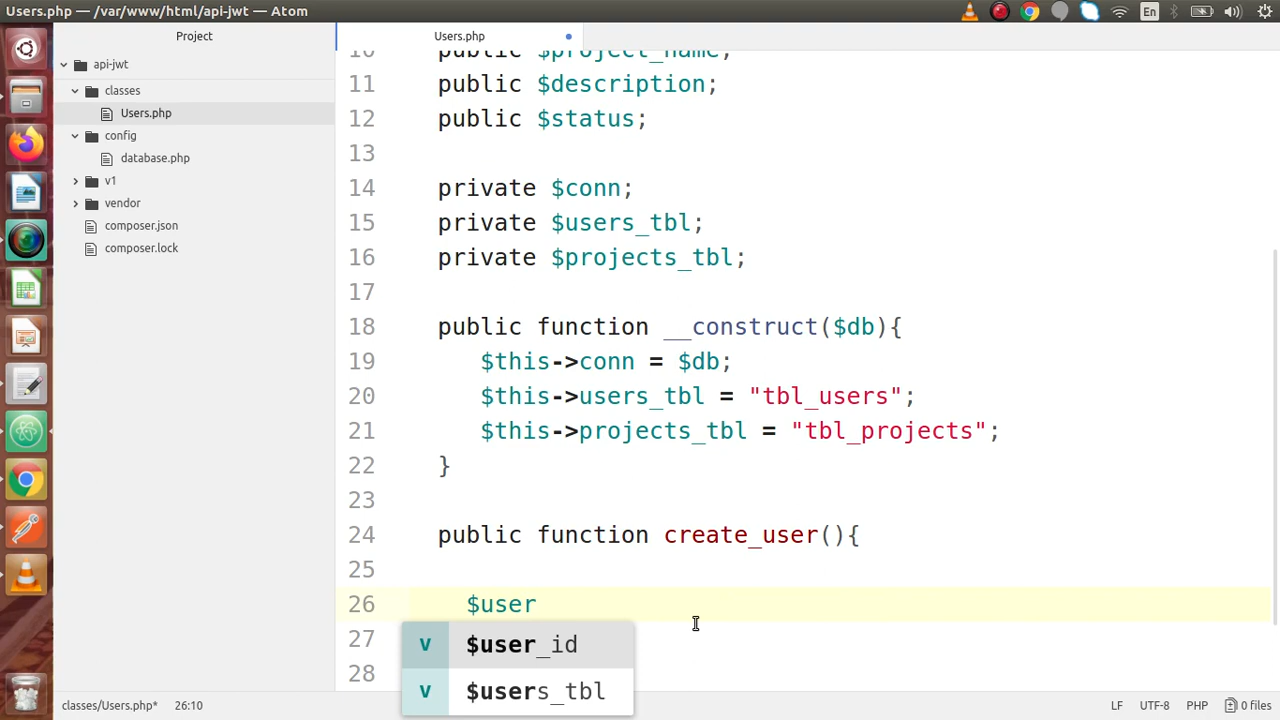 Users.php — /var/www/html/api-jwt — Atom
En
Project
Users.php
api-jwt
classes
Users.php
config
database.php
v1
vendor
composer.json
composer.lock
10 public $project_name;
11 public $description;
12 public $status;
13
14 private $conn;
15 private $users_tbl;
16 private $projects_tbl;
17
18 public function __construct($db){
19 $this->conn = $db;
20 $this->users_tbl = "tbl_users";
21 $this->projects_tbl = "tbl_projects";
22 }
23
24 public function create_user(){
25
26 $user
27 v $user_id
28 v $users_tbl
classes/Users.php* 26:10 LF UTF-8 PHP 0 files